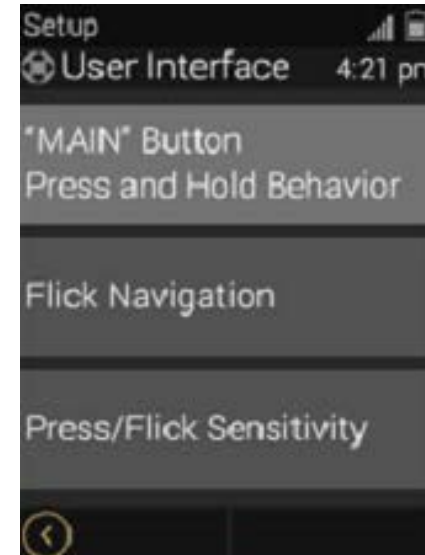 Setup
User Interface 4:21 pm
"MAIN" Button
Press and Hold Behavior
Flick Navigation
Press/Flick Sensitivity